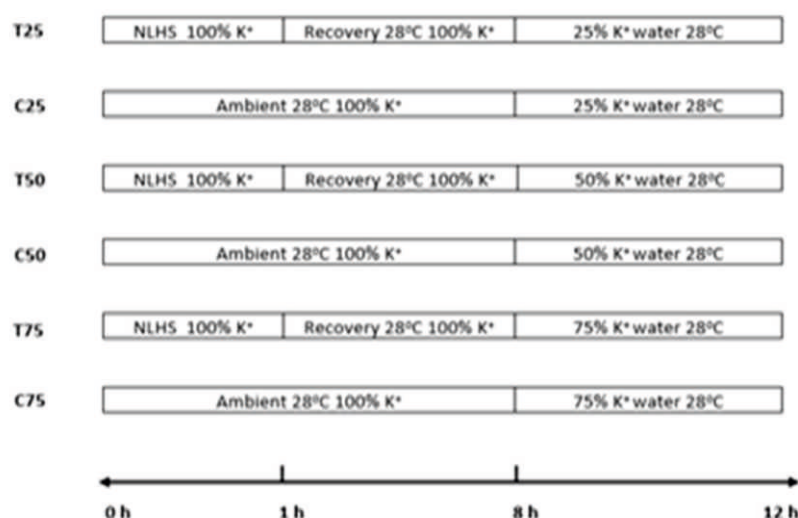 T25 NLHS 100% K⁺ Recovery 28ºC 100% K⁺ 25% K⁺ water 28ºC
C25 Ambient 28ºC 100% K⁺ 25% K⁺ water 28ºC
T50 NLHS 100% K⁺ Recovery 28ºC 100% K⁺ 50% K⁺ water 28ºC
C50 Ambient 28ºC 100% K⁺ 50% K⁺ water 28ºC
T75 NLHS 100% K⁺ Recovery 28ºC 100% K⁺ 75% K⁺ water 28ºC
C75 Ambient 28ºC 100% K⁺ 75% K⁺ water 28ºC
0 h 1 h 8 h 12 h